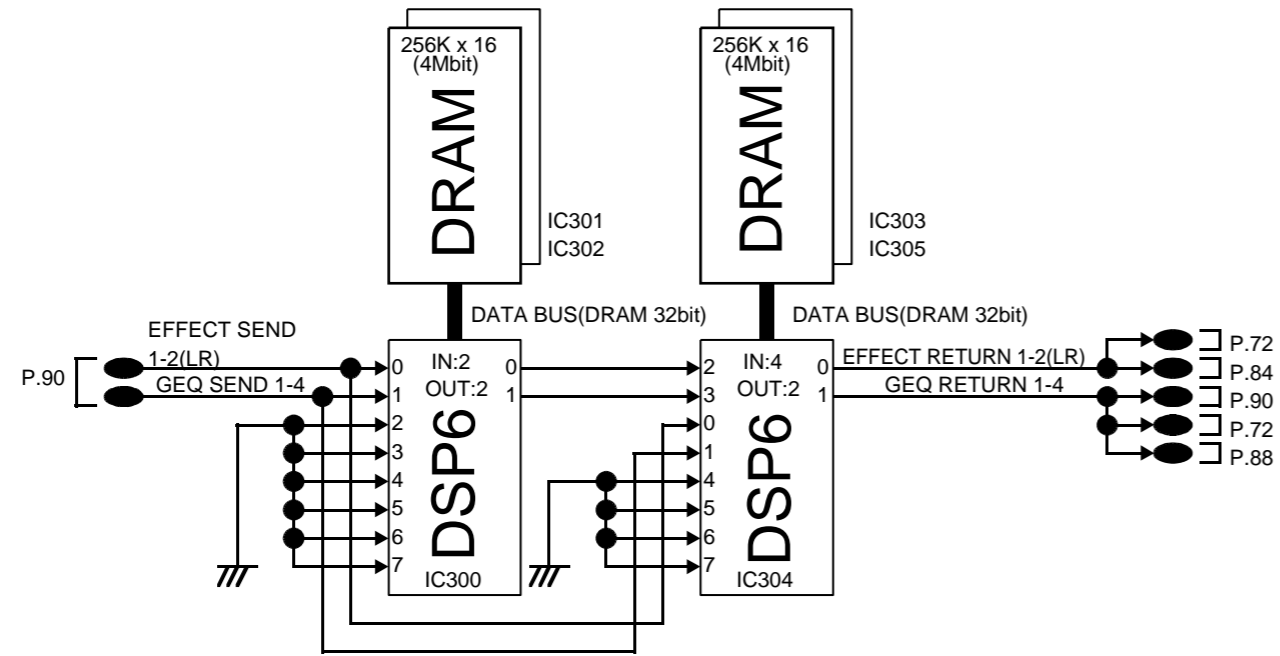 256K x 16
(4Mbit)
DRAM
IC301
IC302
256K x 16
(4Mbit)
DRAM
IC303
IC305
DATA BUS(DRAM 32bit)
DATA BUS(DRAM 32bit)
P.90
EFFECT SEND
1-2(LR)
GEQ SEND 1-4
0
1
2
3
4
5
6
7
IN:2
OUT:2
DSP6
IC300
0
1
2
3
0
1
4
5
6
7
IN:4
OUT:2
DSP6
IC304
0
1
EFFECT RETURN 1-2(LR)
GEQ RETURN 1-4
P.72
P.84
P.90
P.72
P.88